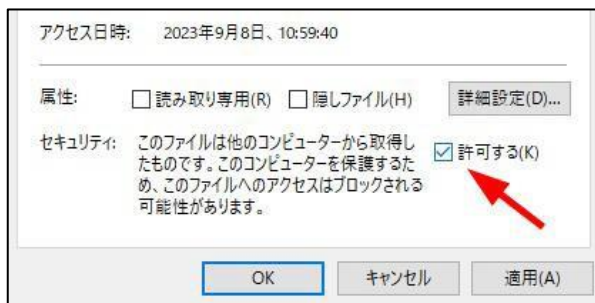 アクセス日時: 2023年9月8日、10:59:40
属性: 読み取り専用(R) 隠しファイル(H) 詳細設定(D)...
セキュリティ: このファイルは他のコンピューターから取得し
たものです。このコンピューターを保護するた
め、このファイルへのアクセスはブロックされる
可能性があります。
許可する(K)
OK キャンセル 適用(A)